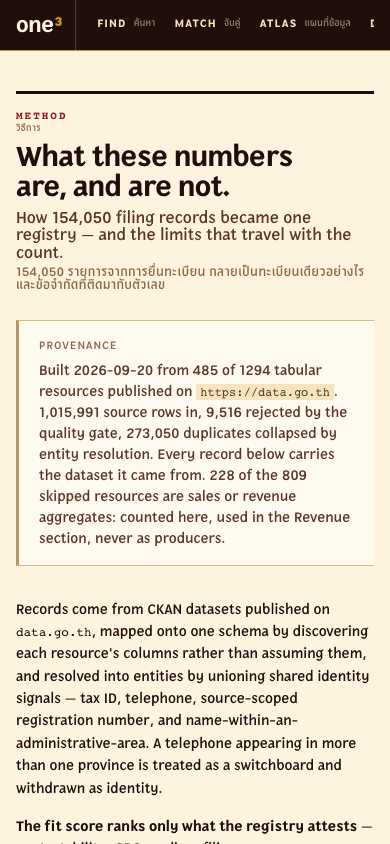 one³ FIND ค้นหา MATCH จับคู่ ATLAS แผนที่ข้อมูล
METHOD
วิธีการ
What these numbers
are, and are not.
How 154,050 filing records became one
registry — and the limits that travel with the
count.
154,050 รายการจากการยื่นทะเบียน กลายเป็นทะเบียนเดียวอย่างไร
และข้อจำกัดที่ติดมากับตัวเลข
PROVENANCE
Built 2026-09-20 from 485 of 1294 tabular
resources published on https://data.go.th.
1,015,991 source rows in, 9,516 rejected by the
quality gate, 273,050 duplicates collapsed by
entity resolution. Every record below carries
the dataset it came from. 228 of the 809
skipped resources are sales or revenue
aggregates: counted here, used in the Revenue
section, never as producers.
Records come from CKAN datasets published on
data.go.th, mapped onto one schema by discovering
each resource's columns rather than assuming them,
and resolved into entities by unioning shared identity
signals — tax ID, telephone, source-scoped
registration number, and name-within-an-
administrative-area. A telephone appearing in more
than one province is treated as a switchboard and
withdrawn as identity.
The fit score ranks only what the registry attests —